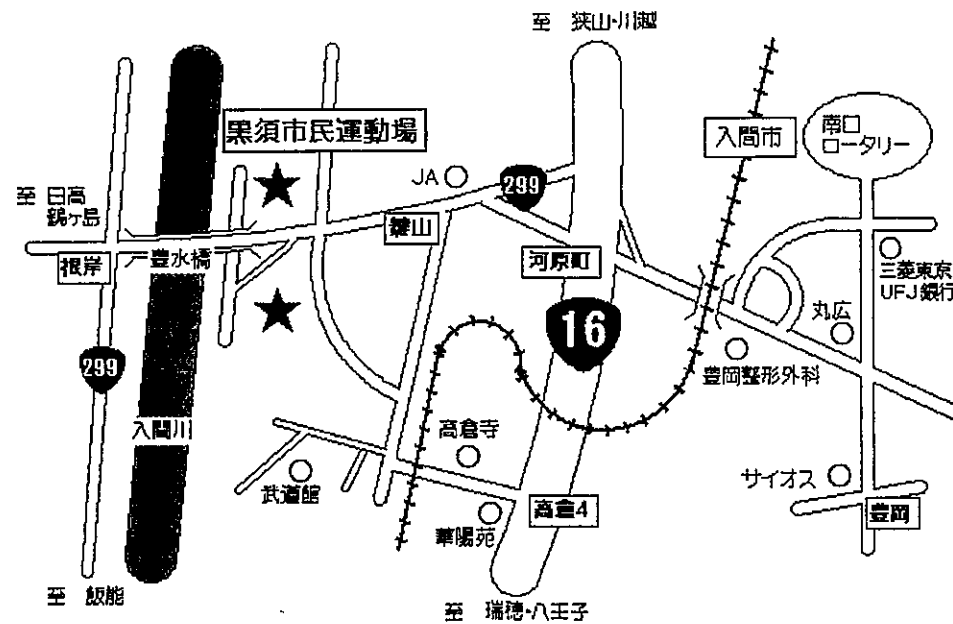 至 狭山・川越
黒須市民運動場
入間市
南口
ロータリー
JA
299
至 日高
鶴ヶ島
鍵山
根岸
豊水橋
河原町
三菱東京
UFJ銀行
16
丸広
299
豊岡整形外科
入間川
高倉寺
武道館
サイオス
高倉4
豊岡
華陽苑
至 飯能
至 瑞穂・八王子